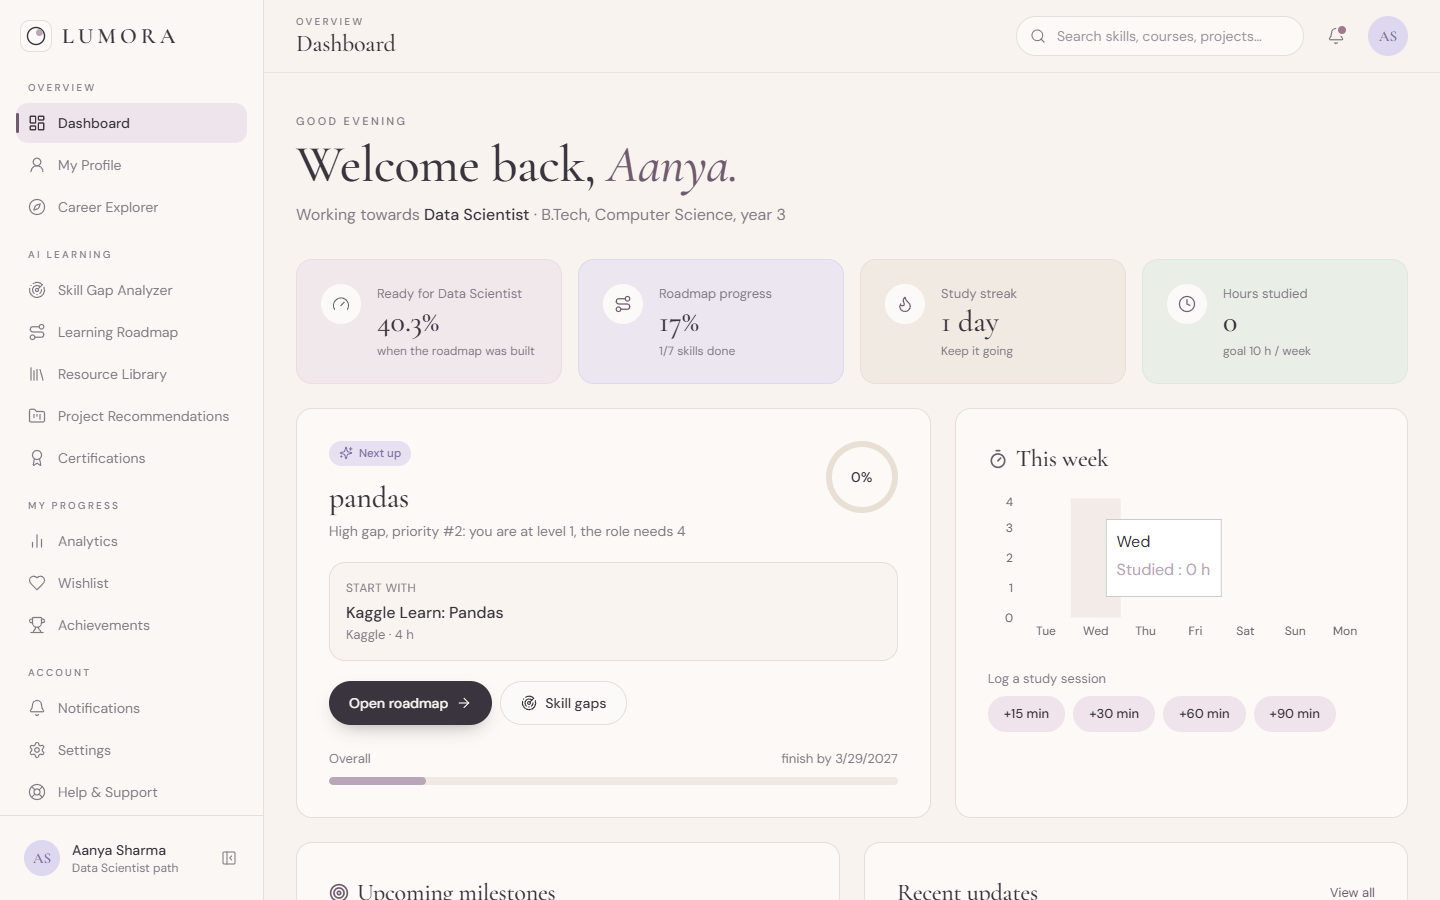 LUMORA
OVERVIEW
Dashboard
My Profile
Career Explorer
AI LEARNING
Skill Gap Analyzer
Learning Roadmap
Resource Library
Project Recommendations
Certifications
MY PROGRESS
Analytics
Wishlist
Achievements
ACCOUNT
Notifications
Settings
Help & Support
AS
Aanya Sharma
Data Scientist path
OVERVIEW
Dashboard
Search skills, courses, projects...
AS
GOOD EVENING
Welcome back, Aanya.
Working towards Data Scientist · B.Tech, Computer Science, year 3
Ready for Data Scientist
40.3%
when the roadmap was built
Roadmap progress
17%
1/7 skills done
Study streak
1 day
Keep it going
Hours studied
0
goal 10 h / week
Next up
0%
pandas
High gap, priority #2: you are at level 1, the role needs 4
START WITH
Kaggle Learn: Pandas
Kaggle · 4 h
Open roadmap
Skill gaps
Overall
finish by 3/29/2027
This week
4
3
2
1
0
Wed
Studied : 0 h
Tue Wed Thu Fri Sat Sun Mon
Log a study session
+15 min +30 min +60 min +90 min
Upcoming milestones
Recent updates
View all